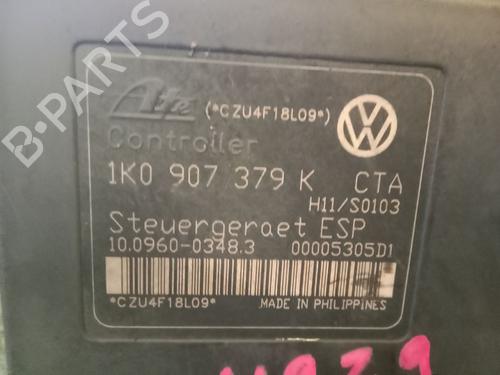 B-PARTS
Ate (*CZU4F18L09*)
Controller
1K0 907 379 K CTA
H11/S0103
Steuergeraet ESP
10.0960-0348.3 00005305D1
*CZU4F18L09* MADE IN PHILIPPINES